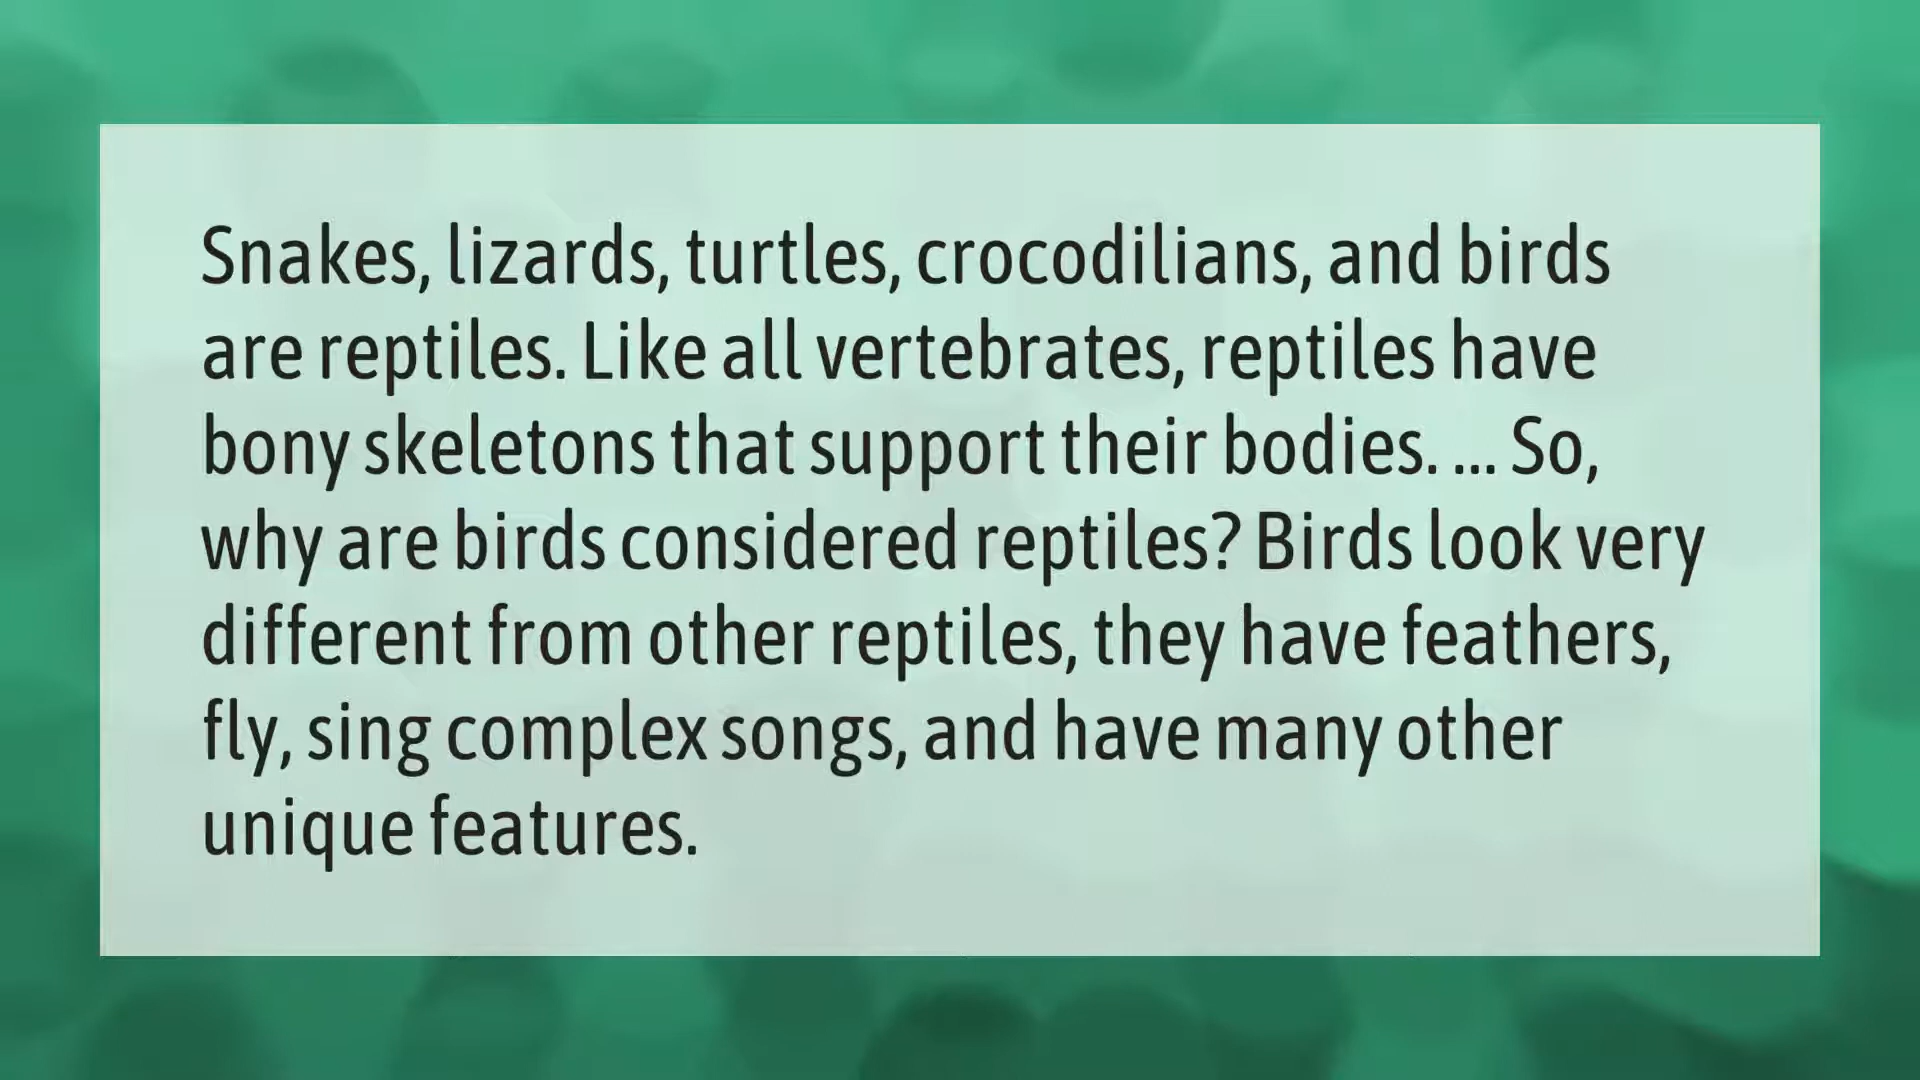 Snakes, lizards, turtles, crocodilians, and birds
are reptiles. Like all vertebrates, reptiles have
bony skeletons that support their bodies. ... So,
why are birds considered reptiles? Birds look very
different from other reptiles, they have feathers,
fly, sing complex songs, and have many other
unique features.